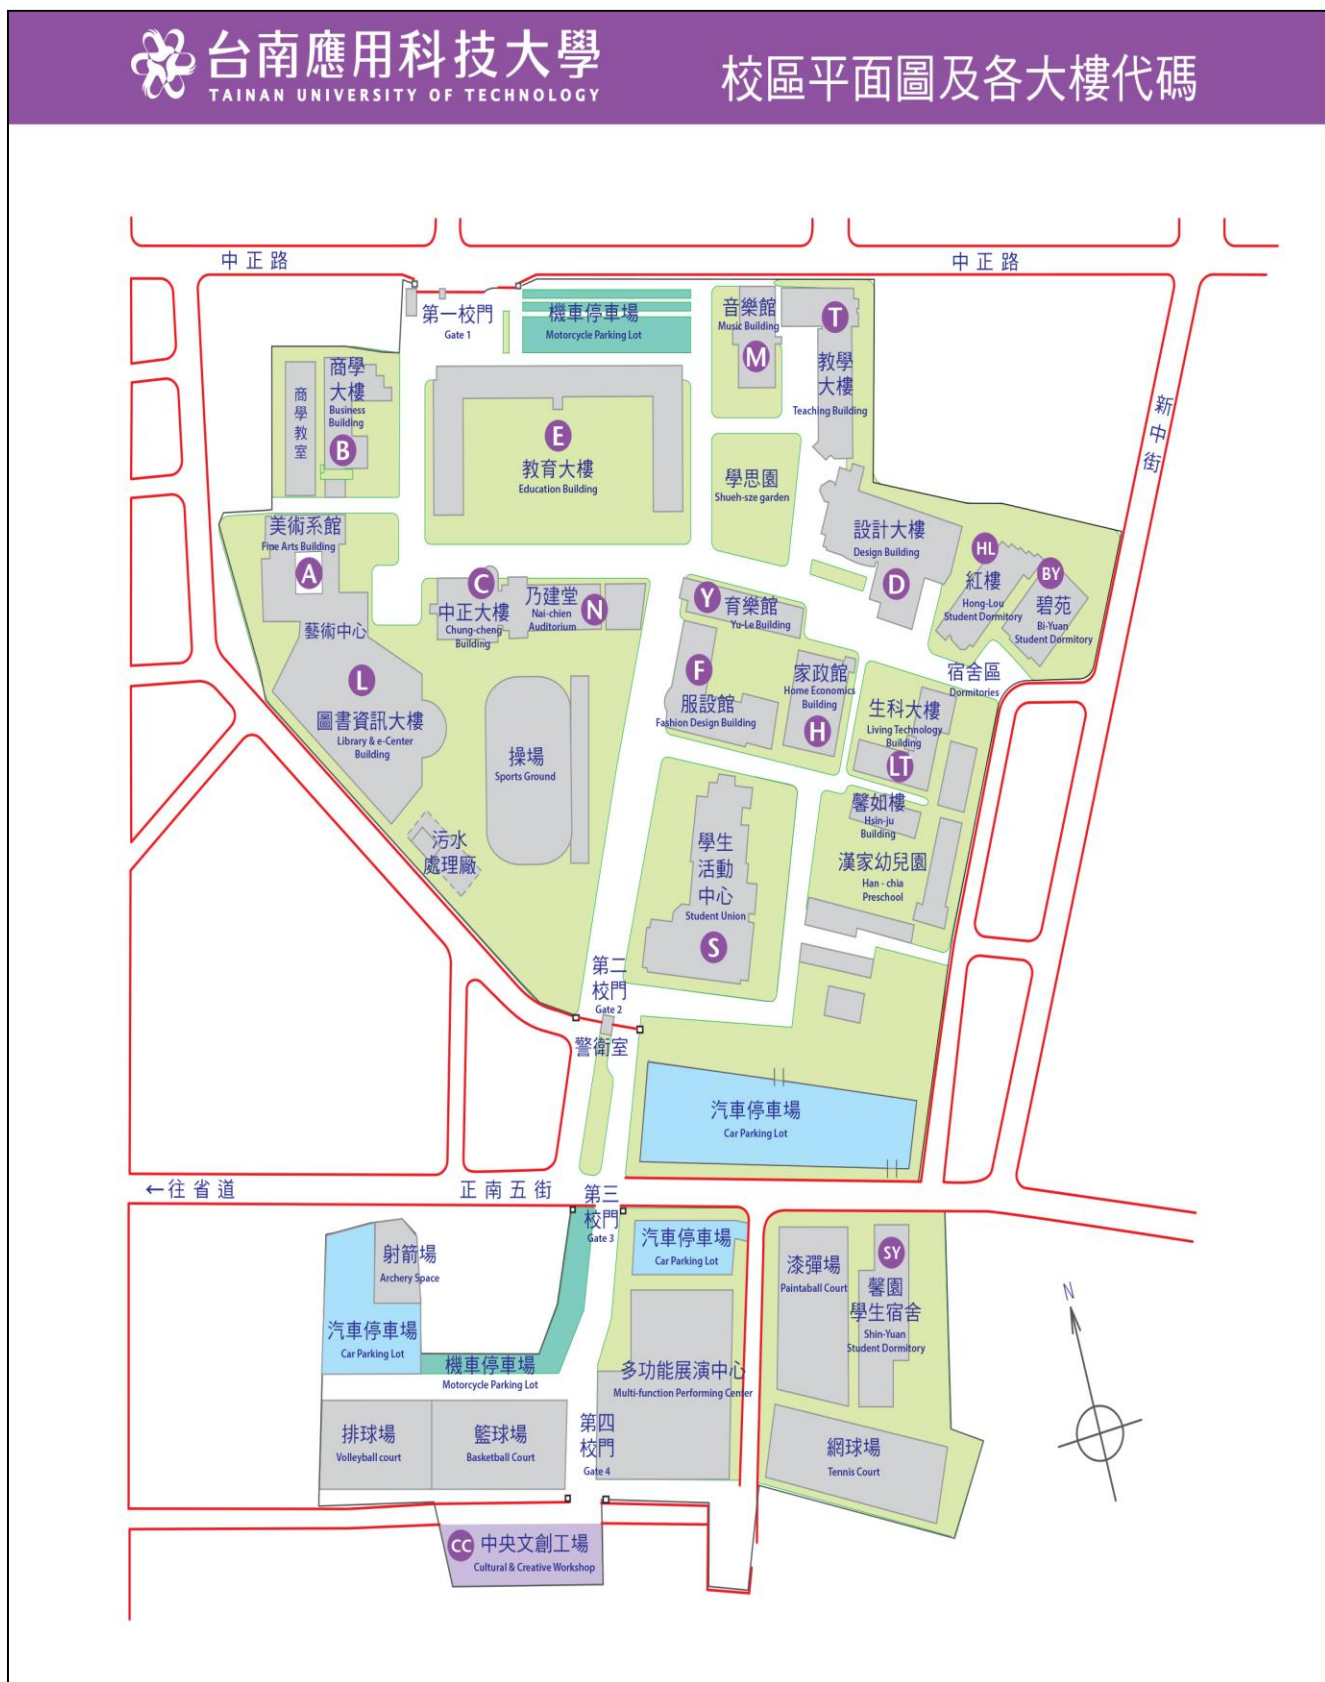 台南應用科技大學
TAINAN UNIVERSITY OF TECHNOLOGY
校區平面圖及各大樓代碼
中正路
中正路
第一校門
Gate 1
機車停車場
Motorcycle Parking Lot
音樂館
Music Building
M
T
教學
大樓
Teaching Building
新中街
商學教室
商學
大樓
Business
Building
B
E
教育大樓
Education Building
學思園
Shueh-sze garden
美術系館
Fine Arts Building
A
設計大樓
Design Building
D
HL
紅樓
Hong-Lou
Student Dormitory
BY
碧苑
Bi-Yuan
Student Dormitory
C
中正大樓
Chung-cheng
Building
乃建堂
Nai-chien
Auditorium
N
Y
育樂館
Yu-Le Building
藝術中心
L
圖書資訊大樓
Library & e-Center
Building
F
服設館
Fashion Design Building
家政館
Home Economics
Building
H
宿舍區
Dormitories
生科大樓
Living Technology
Building
LT
操場
Sports Ground
馨如樓
Hsin-ju
Building
污水
處理廠
學生
活動
中心
Student Union
S
漢家幼兒園
Han - chia
Preschool
第二
校門
Gate 2
警衛室
汽車停車場
Car Parking Lot
←往省道
正南五街
第三
校門
Gate 3
射箭場
Archery Space
汽車停車場
Car Parking Lot
汽車停車場
Car Parking Lot
漆彈場
Paintaball Court
SY
馨園
學生宿舍
Shin-Yuan
Student Dormitory
N
機車停車場
Motorcycle Parking Lot
多功能展演中心
Multi-function Performing Center
排球場
Volleyball court
籃球場
Basketball Court
第四
校門
Gate 4
網球場
Tennis Court
CC
中央文創工場
Cultural & Creative Workshop